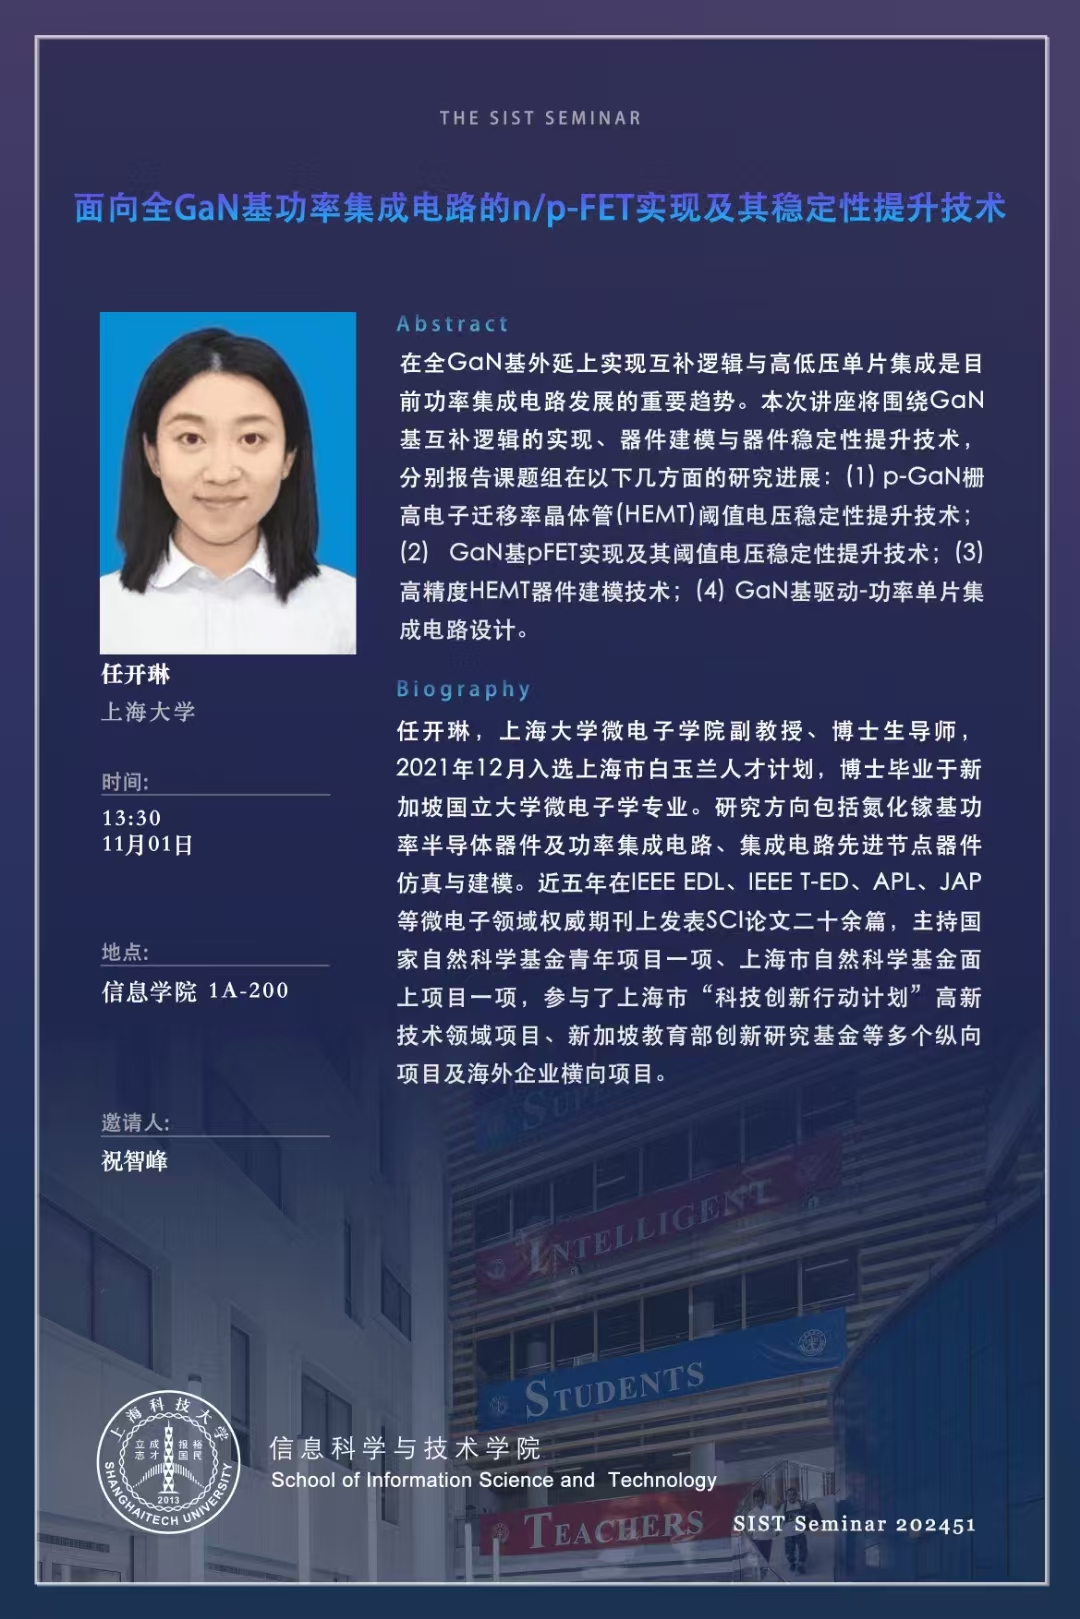 THE SIST SEMINAR
面向全GaN基功率集成电路的n/p-FET实现及其稳定性提升技术
Abstract
在全GaN基外延上实现互补逻辑与高低压单片集成是目
前功率集成电路发展的重要趋势。本次讲座将围绕GaN
基互补逻辑的实现、器件建模与器件稳定性提升技术，
分别报告课题组在以下几方面的研究进展：(1) p-GaN栅
高电子迁移率晶体管(HEMT)阈值电压稳定性提升技术；
(2) GaN基pFET实现及其阈值电压稳定性提升技术；(3)
高精度HEMT器件建模技术；(4) GaN基驱动-功率单片集
成电路设计。
任开琳
上海大学
时间:
13:30
11月01日
地点:
信息学院 1A-200
邀请人:
祝智峰
Biography
任开琳，上海大学微电子学院副教授、博士生导师，
2021年12月入选上海市白玉兰人才计划，博士毕业于新
加坡国立大学微电子学专业。研究方向包括氮化镓基功
率半导体器件及功率集成电路、集成电路先进节点器件
仿真与建模。近五年在IEEE EDL、IEEE T-ED、APL、JAP
等微电子领域权威期刊上发表SCI论文二十余篇，主持国
家自然科学基金青年项目一项、上海市自然科学基金面
上项目一项，参与了上海市“科技创新行动计划”高新
技术领域项目、新加坡教育部创新研究基金等多个纵向
项目及海外企业横向项目。
INTELLIGENT
STUDENTS
TEACHERS
上海科技大学
立志 成才 报国 裕民
2013
SHANGHAITECH UNIVERSITY
信息科学与技术学院
School of Information Science and Technology
SIST Seminar 202451